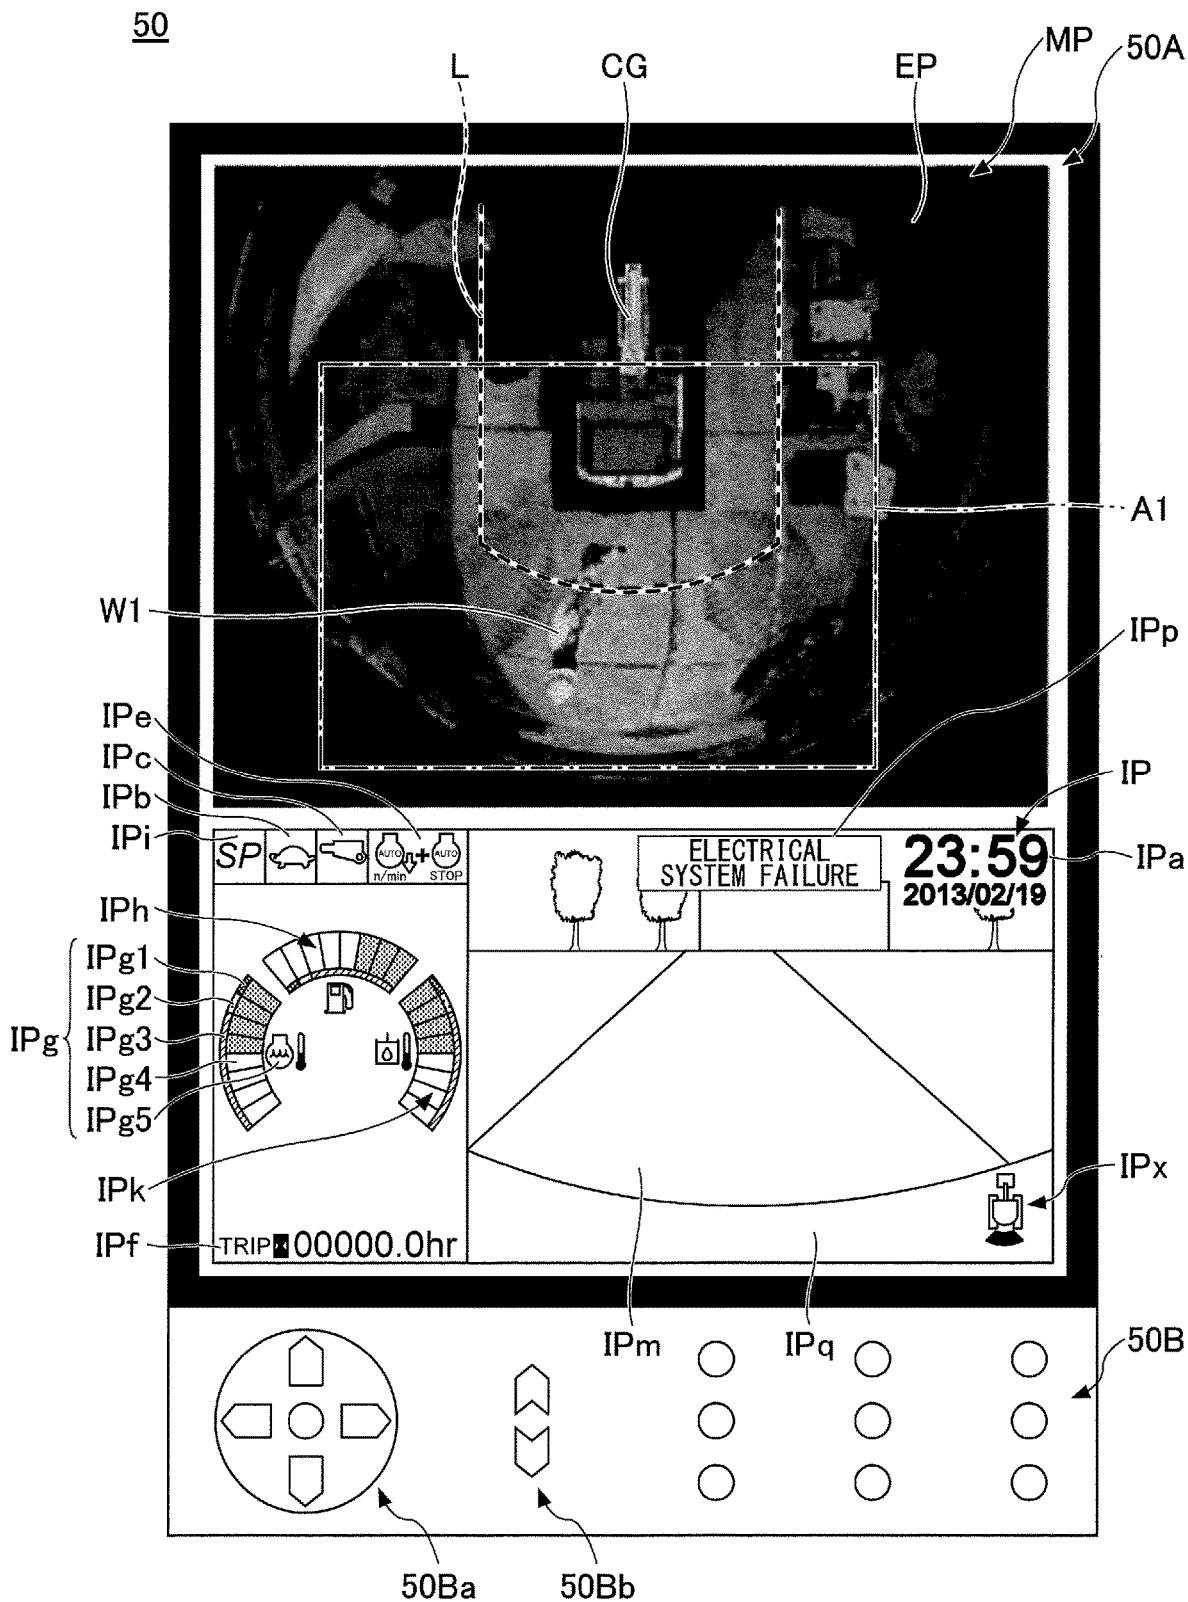 50
L
CG
EP
MP
50A
A1
W1
IPp
IPe
IPc
IPb
IPi
IP
IPa
SP
AUTO
n/min
+
AUTO
STOP
ELECTRICAL
SYSTEM FAILURE
23:59
2013/02/19
IPh
IPg
IPg1
IPg2
IPg3
IPg4
IPg5
IPk
IPx
IPf
TRIP 00000.0hr
IPm
IPq
50B
50Ba
50Bb